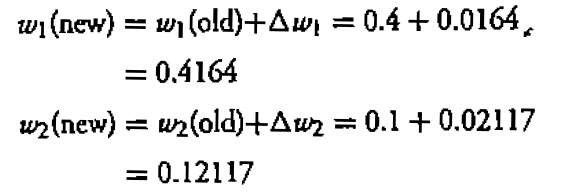 w₁(new) = w₁(old)+Δw₁ = 0.4 + 0.0164
= 0.4164
w₂(new) = w₂(old)+Δw₂ = 0.1 + 0.02117
= 0.12117